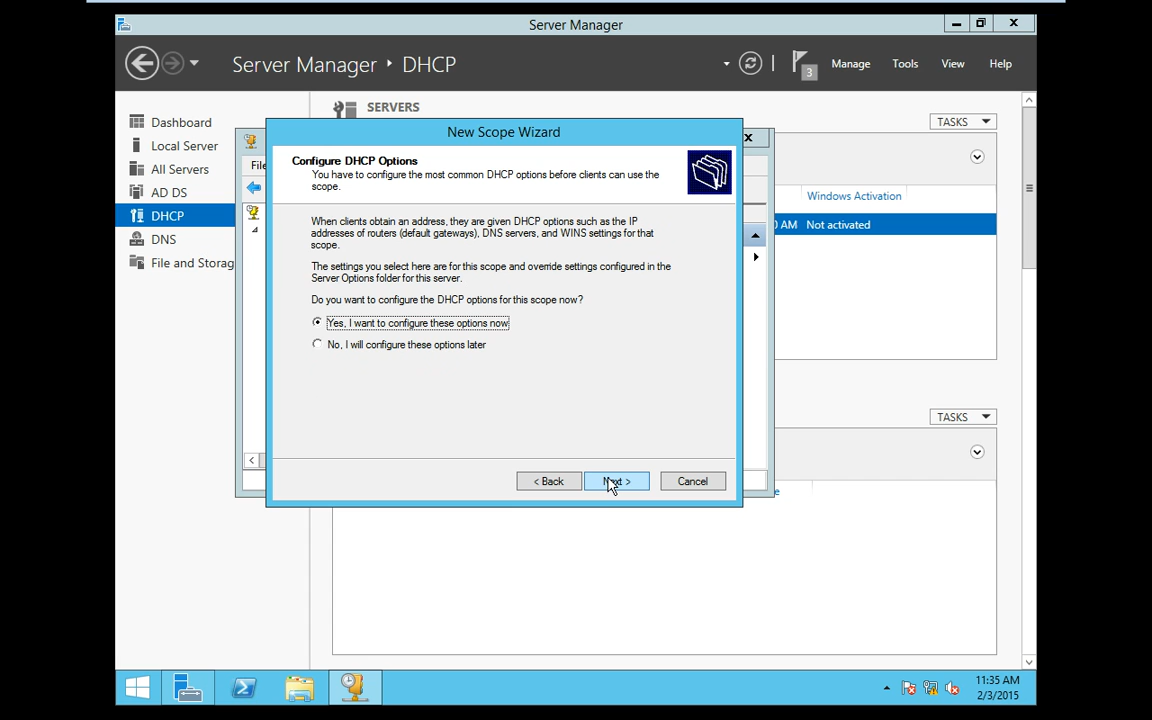 Server Manager
Server Manager ‣ DHCP
3
Manage
Tools
View
Help
Dashboard
Local Server
All Servers
AD DS
DHCP
DNS
File and Storag
SERVERS
TASKS
Windows Activation
0 AM Not activated
TASKS
File
New Scope Wizard
Configure DHCP Options
You have to configure the most common DHCP options before clients can use the
scope.
When clients obtain an address, they are given DHCP options such as the IP
addresses of routers (default gateways), DNS servers, and WINS settings for that
scope.
The settings you select here are for this scope and override settings configured in the
Server Options folder for this server.
Do you want to configure the DHCP options for this scope now?
Yes, I want to configure these options now
No, I will configure these options later
< Back
Next >
Cancel
11:35 AM
2/3/2015